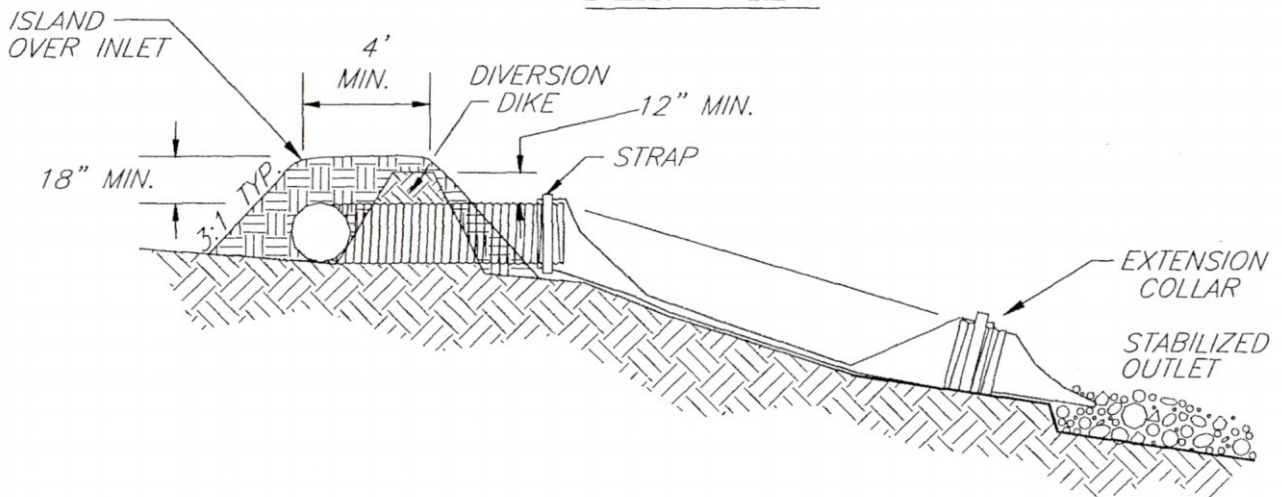 ISLAND
OVER INLET
4'
MIN.
DIVERSION
DIKE
12" MIN.
STRAP
18" MIN.
3:1 TYP.
EXTENSION
COLLAR
STABILIZED
OUTLET